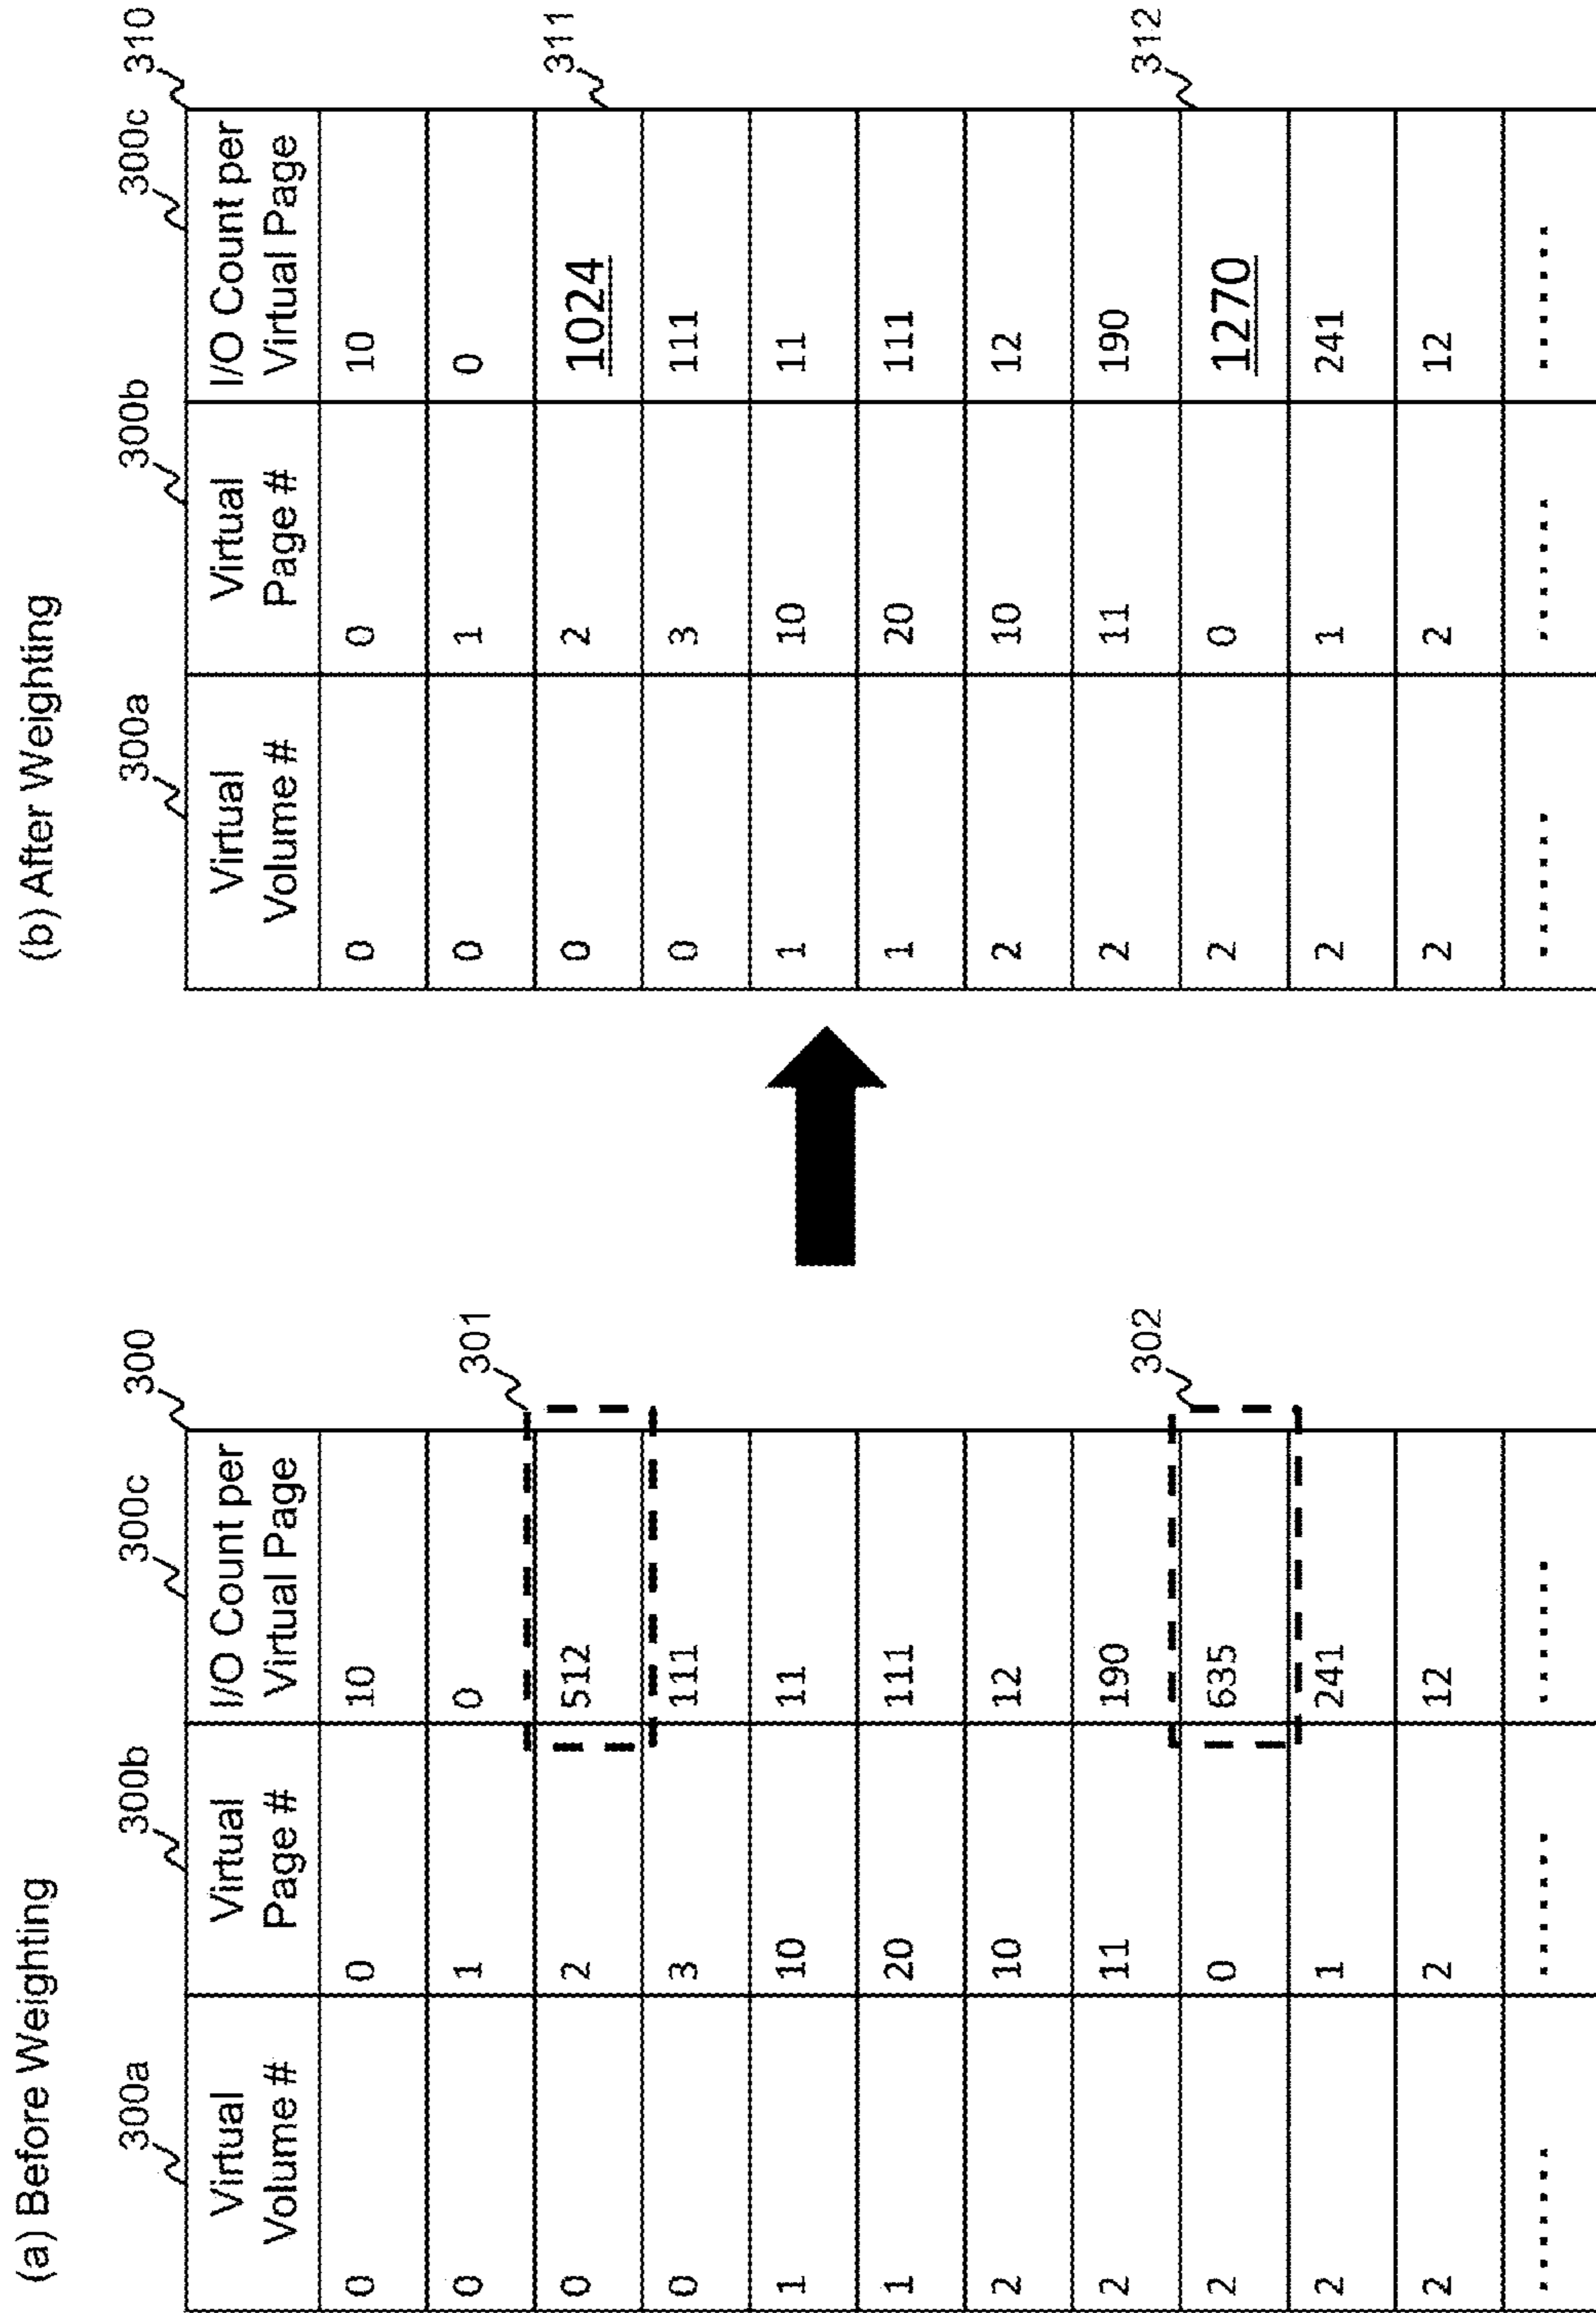 (a) Before Weighting
300a
300b
300c
300
Virtual Volume # Virtual Page # I/O Count per Virtual Page
0 0 10
0 1 0
0 2 512
0 3 111
1 10 11
1 20 111
2 10 12
2 11 190
2 0 635
2 1 241
2 2 12
...... ...... ......
301
302
(b) After Weighting
300a
300b
300c
310
Virtual Volume # Virtual Page # I/O Count per Virtual Page
0 0 10
0 1 0
0 2 1024
0 3 111
1 10 11
1 20 111
2 10 12
2 11 190
2 0 1270
2 1 241
2 2 12
...... ...... ......
311
312